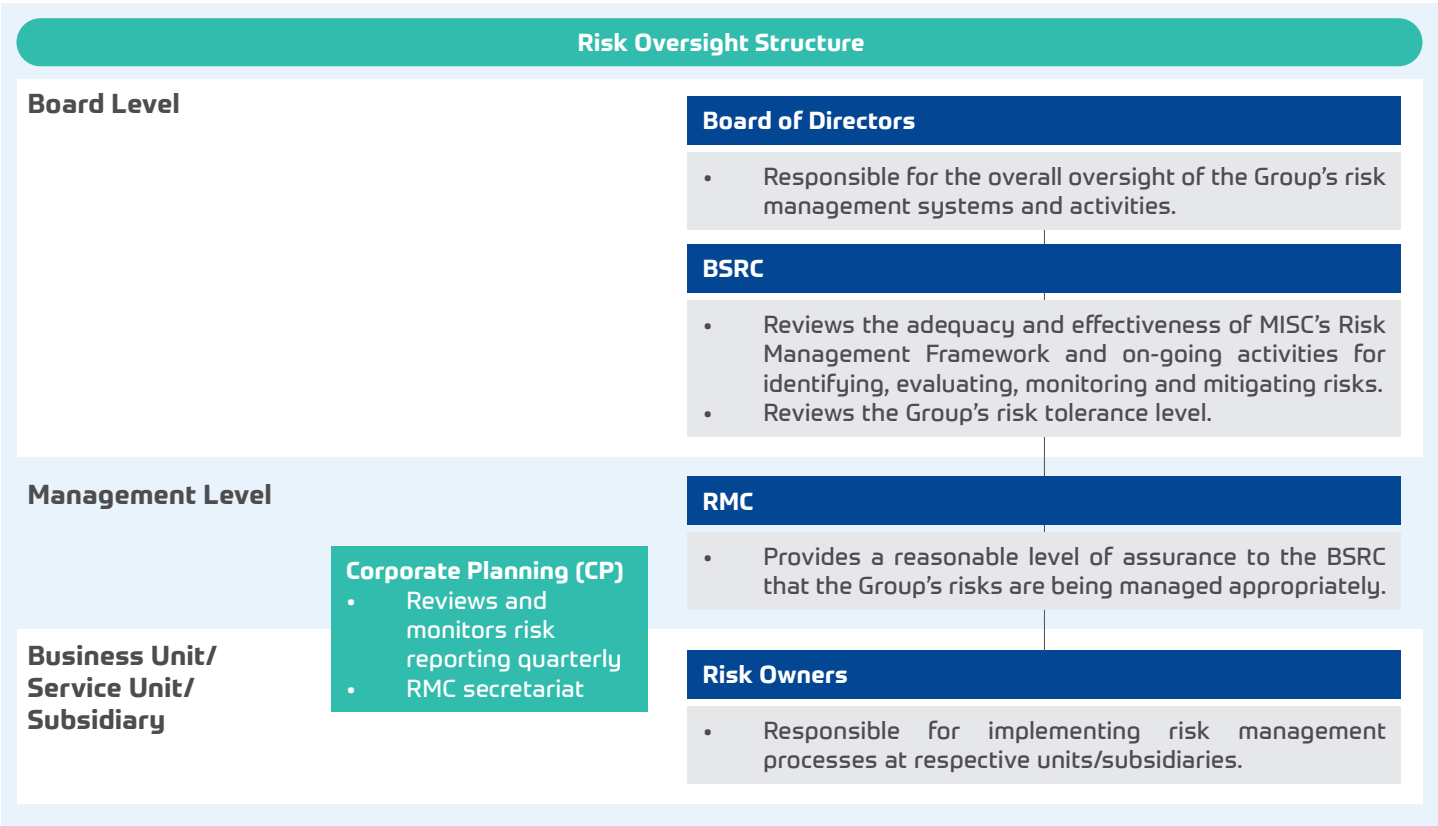 Risk Oversight Structure
Board Level
Board of Directors
• Responsible for the overall oversight of the Group's risk
management systems and activities.
BSRC
• Reviews the adequacy and effectiveness of MISC's Risk
Management Framework and on-going activities for
identifying, evaluating, monitoring and mitigating risks.
• Reviews the Group's risk tolerance level.
Management Level
RMC
• Provides a reasonable level of assurance to the BSRC
that the Group's risks are being managed appropriately.
Corporate Planning (CP)
• Reviews and
monitors risk
reporting quarterly
• RMC secretariat
Business Unit/
Service Unit/
Subsidiary
Risk Owners
• Responsible for implementing risk management
processes at respective units/subsidiaries.